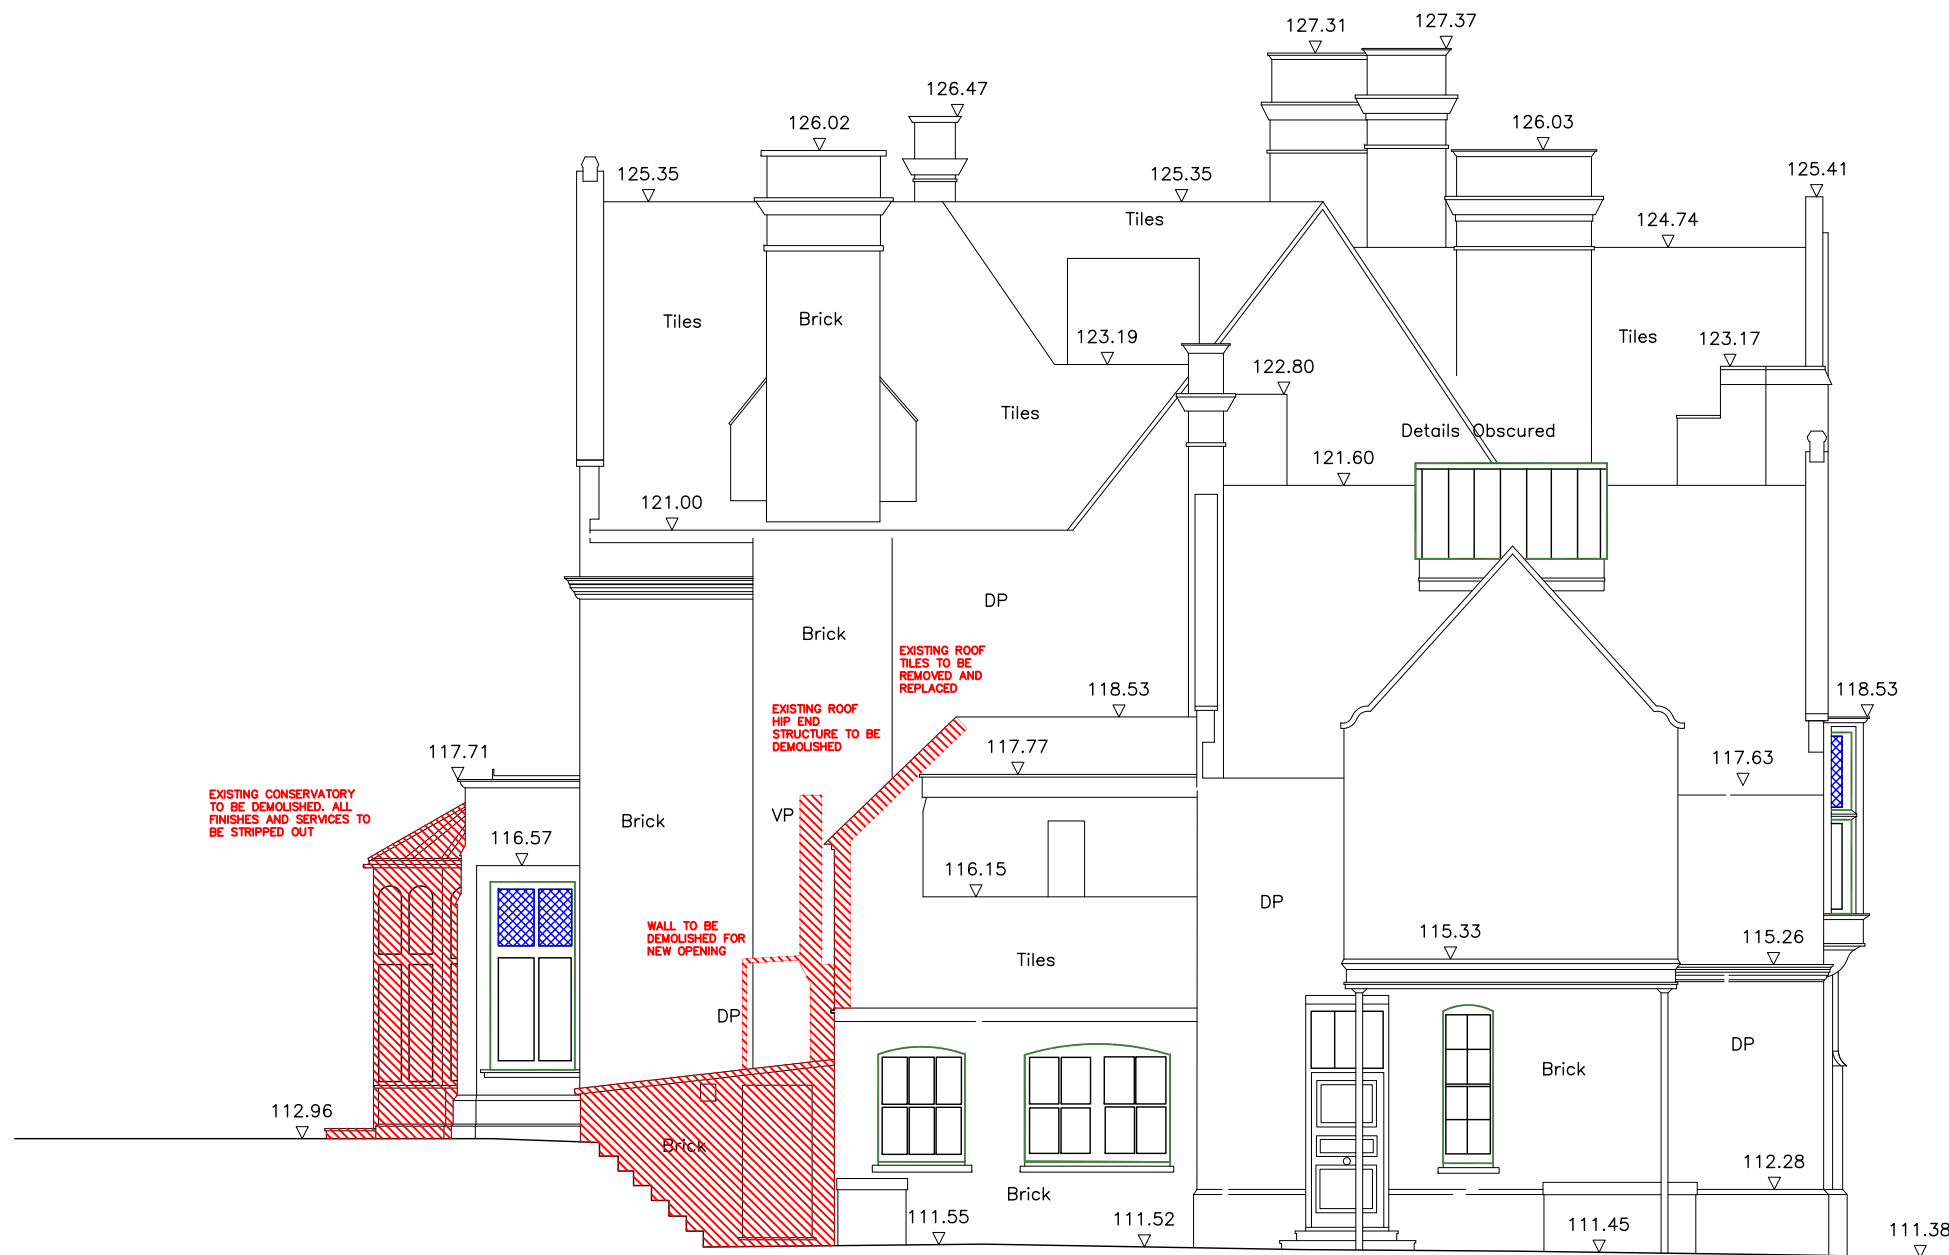 127.31
127.37
126.47
126.02
126.03
125.35
125.35
125.41
Tiles
124.74
Tiles
Brick
123.19
Tiles
123.17
122.80
Tiles
Details Obscured
121.60
121.00
DP
Brick
EXISTING ROOF
TILES TO BE
REMOVED AND
REPLACED
118.53
118.53
EXISTING ROOF
HIP END
STRUCTURE TO BE
DEMOLISHED
117.71
117.77
117.63
EXISTING CONSERVATORY
TO BE DEMOLISHED. ALL
FINISHES AND SERVICES TO
BE STRIPPED OUT
Brick
VP
116.57
116.15
DP
WALL TO BE
DEMOLISHED FOR
NEW OPENING
115.33
115.26
Tiles
DP
DP
Brick
112.96
Brick
112.28
Brick
111.55
111.52
111.45
111.38